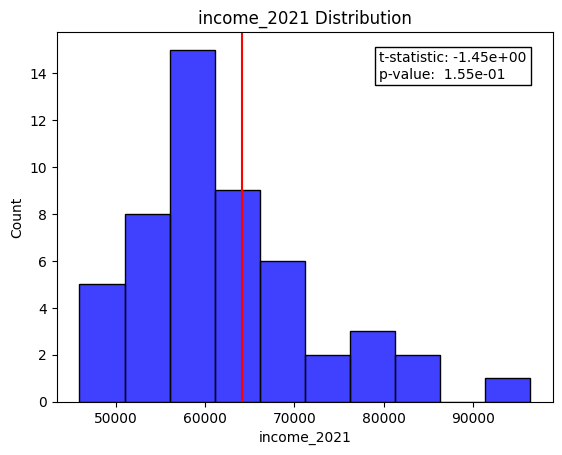 income_2021 Distribution
t-statistic: -1.45e+00
p-value:  1.55e-01
14
12
10
8
6
4
2
0
Count
50000 60000 70000 80000 90000
income_2021